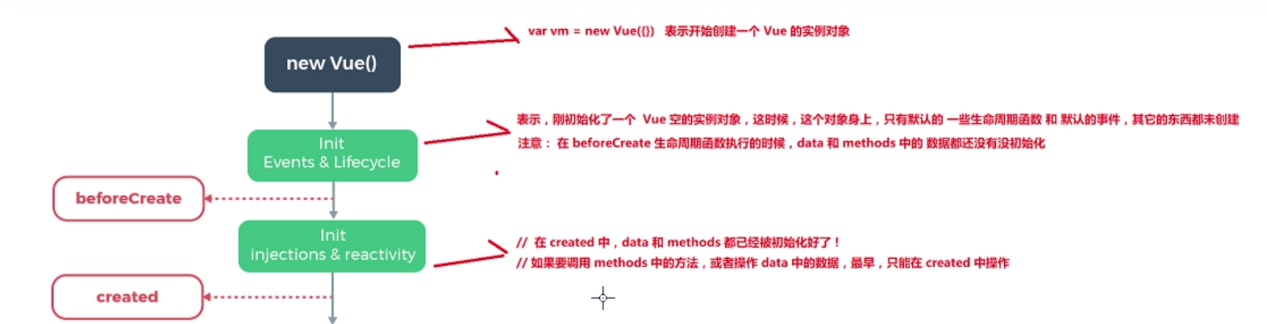 var vm = new Vue({}) 表示开始创建一个 Vue 的实例对象
new Vue()
表示，刚初始化了一个 Vue 空的实例对象，这时候，这个对象身上，只有默认的 一些生命周期函数 和 默认的事件，其它的东西都未创建
注意： 在 beforeCreate 生命周期函数执行的时候，data 和 methods 中的 数据都还没有没初始化
Init
Events & Lifecycle
beforeCreate
Init
injections & reactivity
// 在 created 中，data 和 methods 都已经被初始化好了！
// 如果要调用 methods 中的方法，或者操作 data 中的数据，最早，只能在 created 中操作
created